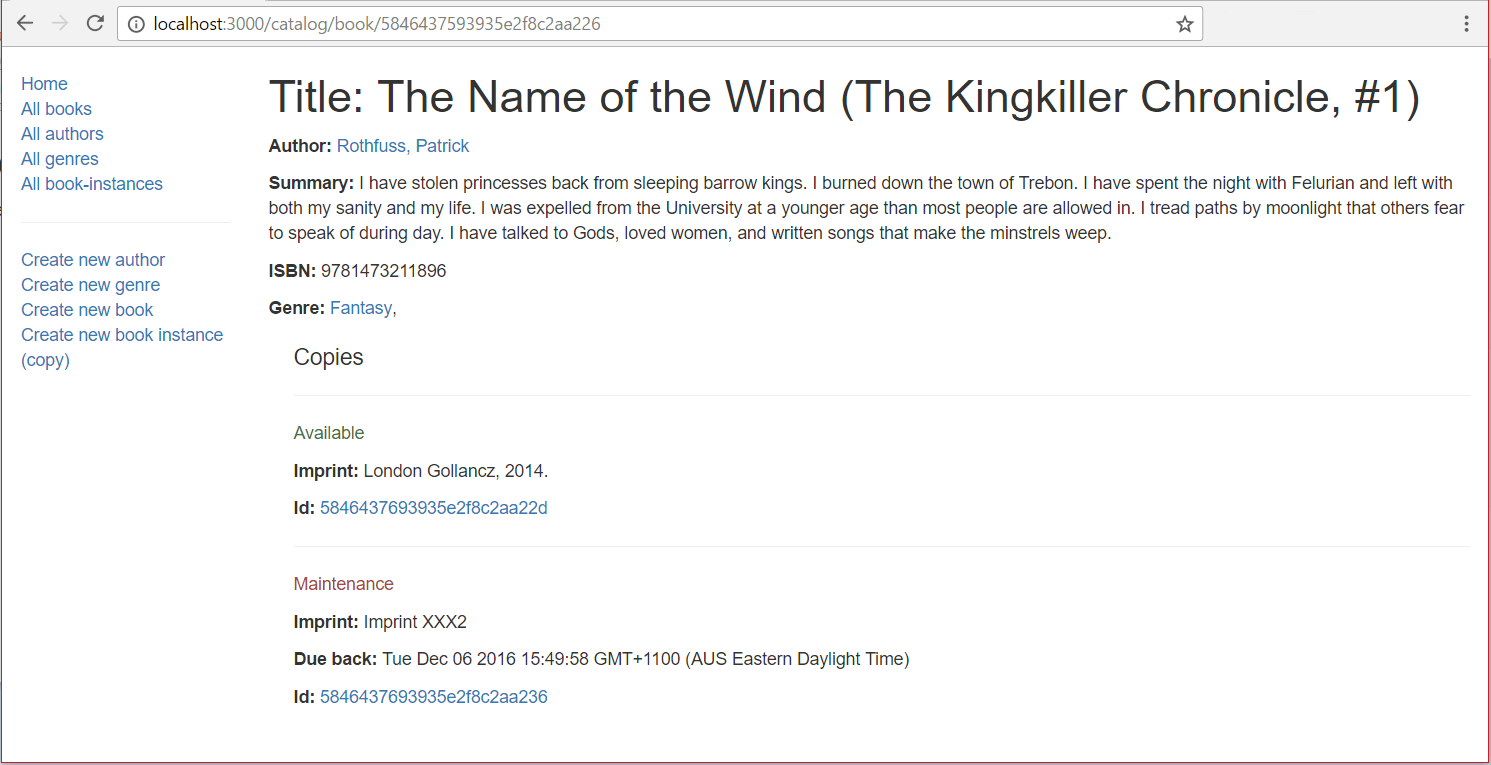 localhost:3000/catalog/book/5846437593935e2f8c2aa226
Home
All books
All authors
All genres
All book-instances
Create new author
Create new genre
Create new book
Create new book instance
(copy)
Title: The Name of the Wind (The Kingkiller Chronicle, #1)
Author: Rothfuss, Patrick
Summary: I have stolen princesses back from sleeping barrow kings. I burned down the town of Trebon. I have spent the night with Felurian and left with
both my sanity and my life. I was expelled from the University at a younger age than most people are allowed in. I tread paths by moonlight that others fear
to speak of during day. I have talked to Gods, loved women, and written songs that make the minstrels weep.
ISBN: 9781473211896
Genre: Fantasy,
Copies
Available
Imprint: London Gollancz, 2014.
Id: 5846437693935e2f8c2aa22d
Maintenance
Imprint: Imprint XXX2
Due back: Tue Dec 06 2016 15:49:58 GMT+1100 (AUS Eastern Daylight Time)
Id: 5846437693935e2f8c2aa236